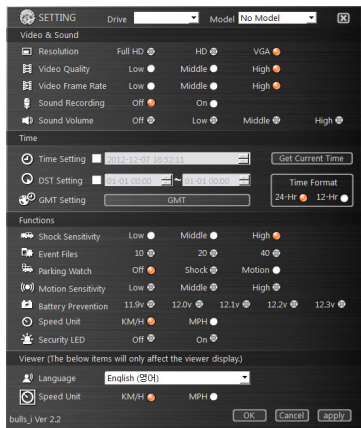 SETTING Drive Model No Model
Video & Sound
Resolution Full HD HD VGA
Video Quality Low Middle High
Video Frame Rate Low Middle High
Sound Recording Off On
Sound Volume Off Low Middle High
Time
Time Setting 2012-12-07 18:52:11 Get Current Time
DST Setting 01-01 00:00 ~ 01-01 00:00 Time Format
GMT Setting GMT 24-Hr 12-Hr
Functions
Shock Sensitivity Low Middle High
Event Files 10 20 40
Parking Watch Off Shock Motion
Motion Sensitivity Low Middle High
Battery Prevention 11.9v 12.0v 12.1v 12.2v 12.3v
Speed Unit KM/H MPH
Security LED Off On
Viewer (The below items will only affect the viewer display.)
Language English (영어)
Speed Unit KM/H MPH
bulls_i Ver 2.2 OK Cancel apply